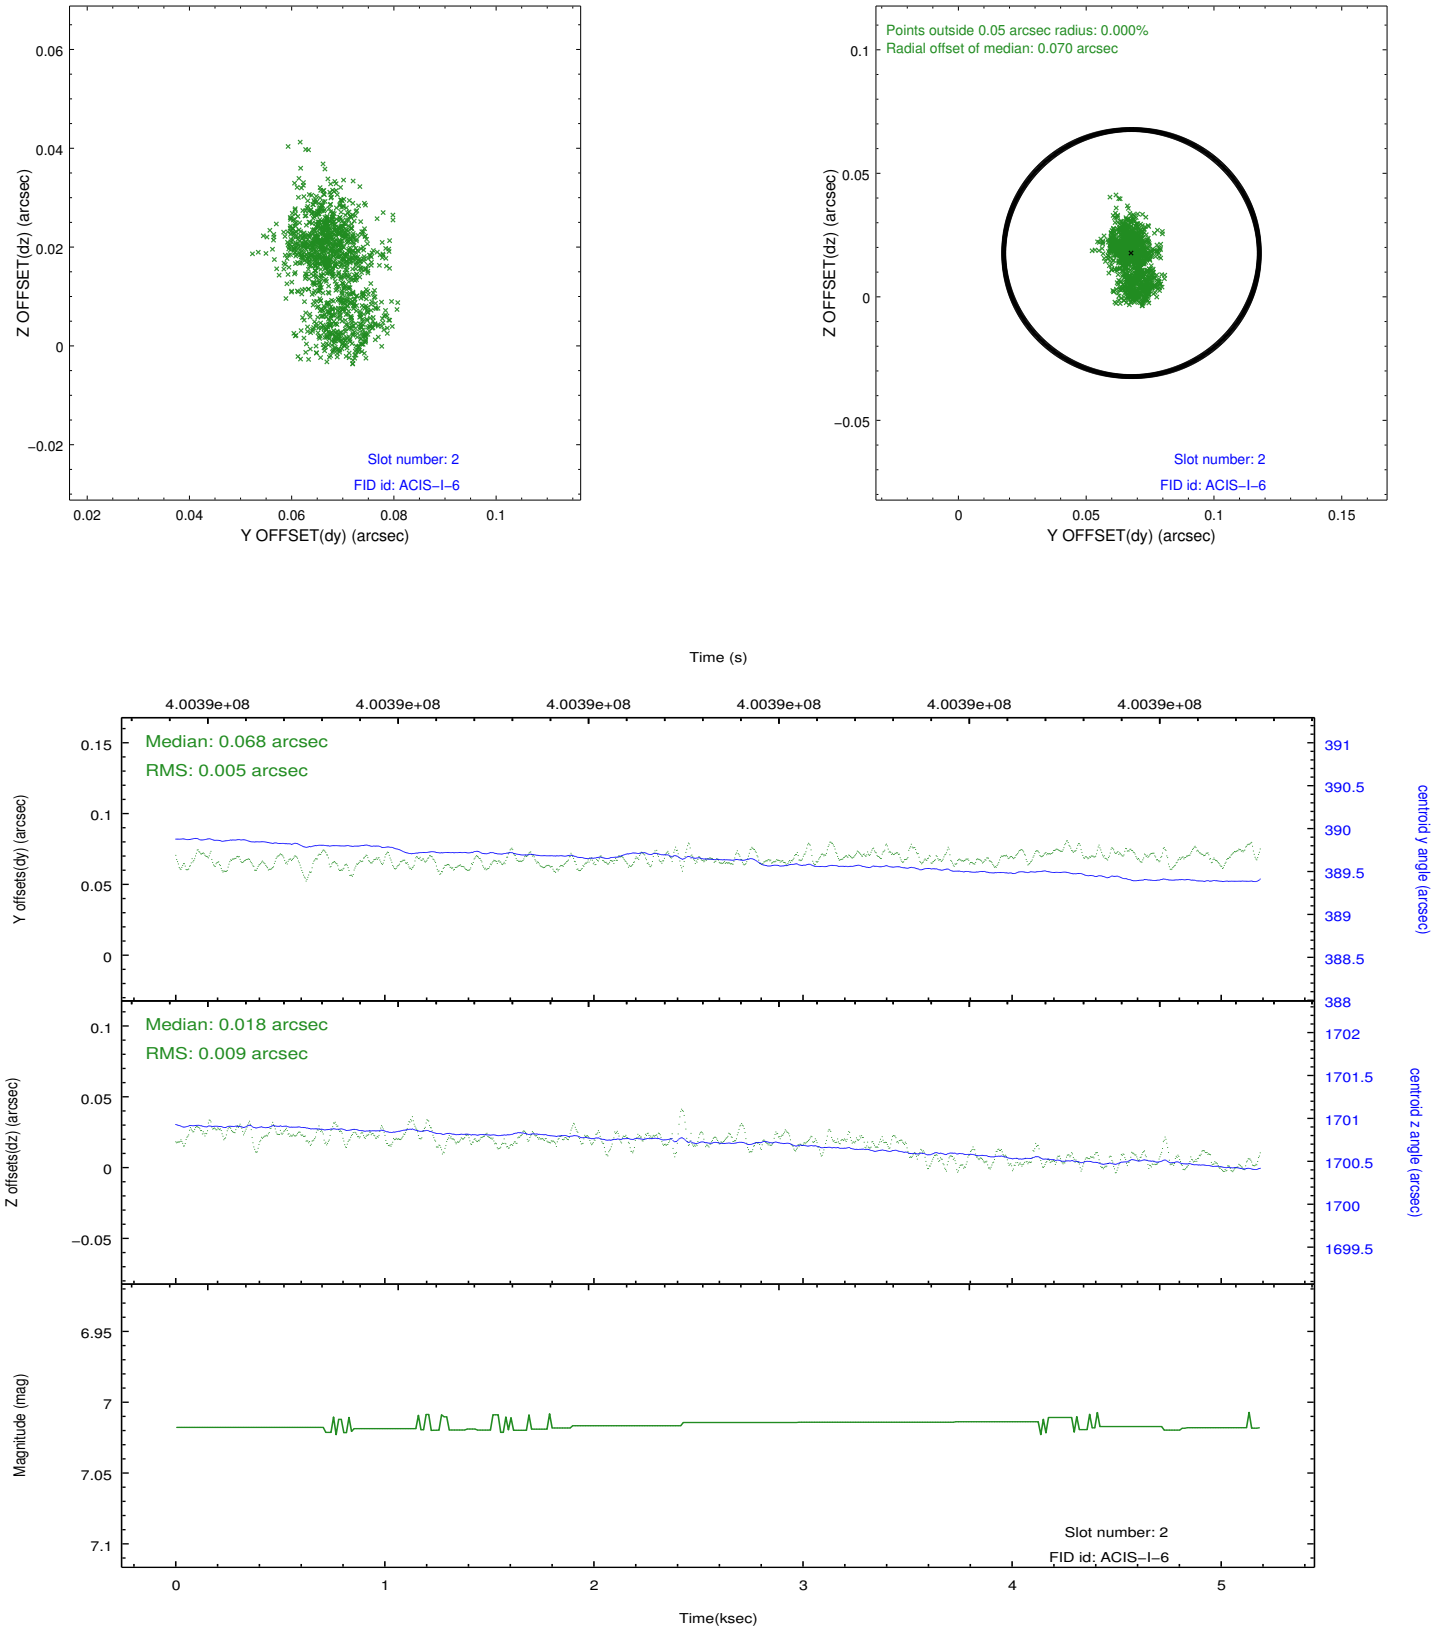 0.06
0.04
0.02
0
−0.02
Z OFFSET(dz) (arcsec)
Slot number: 2
FID id: ACIS−I−6
0.02
0.04
0.06
0.08
0.1
Y OFFSET(dy) (arcsec)
Points outside 0.05 arcsec radius: 0.000%
Radial offset of median: 0.070 arcsec
0.1
0.05
0
−0.05
Z OFFSET(dz) (arcsec)
Slot number: 2
FID id: ACIS−I−6
0
0.05
0.1
0.15
Y OFFSET(dy) (arcsec)
Time (s)
4.0039e+08
4.0039e+08
4.0039e+08
4.0039e+08
4.0039e+08
4.0039e+08
Median: 0.068 arcsec
RMS: 0.005 arcsec
0.15
0.1
0.05
0
Y offsets(dy) (arcsec)
391
390.5
390
389.5
389
388.5
388
centroid y angle (arcsec)
Median: 0.018 arcsec
RMS: 0.009 arcsec
0.1
0.05
0
−0.05
Z offsets(dz) (arcsec)
1702
1701.5
1701
1700.5
1700
1699.5
centroid z angle (arcsec)
6.95
7
7.05
7.1
Magnitude (mag)
Slot number: 2
FID id: ACIS−I−6
0
1
2
3
4
5
Time(ksec)